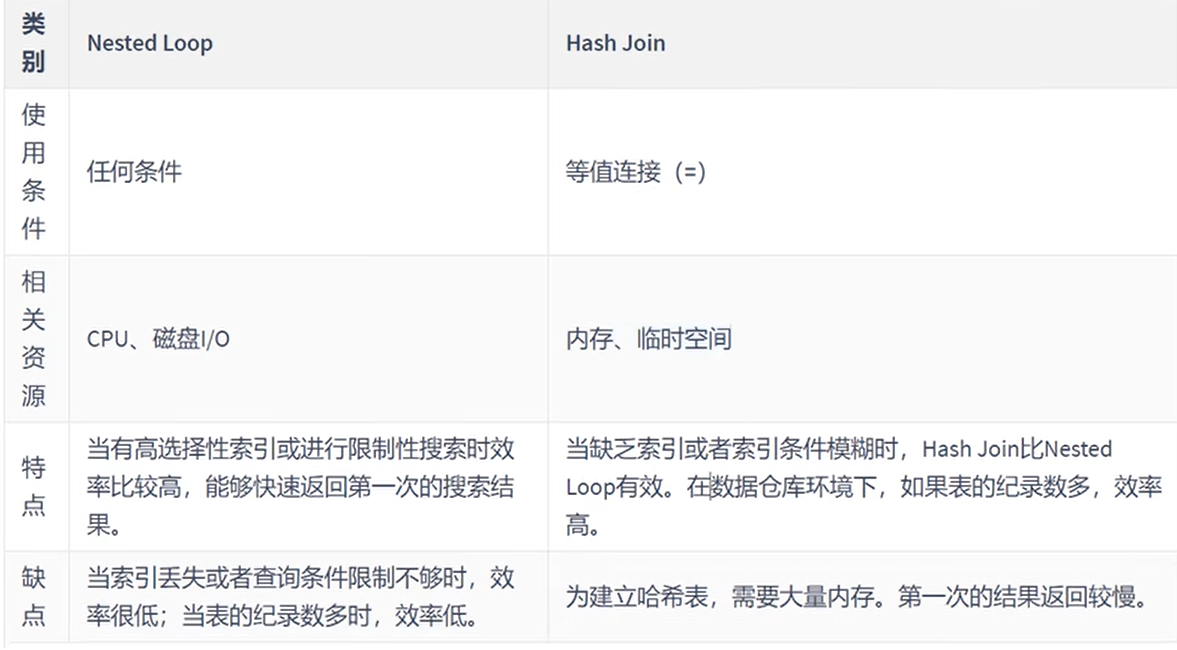 类别
Nested Loop
Hash Join
使用条件
任何条件
等值连接（=）
相关资源
CPU、磁盘I/O
内存、临时空间
特点
当有高选择性索引或进行限制性搜索时效
率比较高，能够快速返回第一次的搜索结
果。
当缺乏索引或者索引条件模糊时，Hash Join比Nested
Loop有效。在数据仓库环境下，如果表的纪录数多，效率
高。
缺点
当索引丢失或者查询条件限制不够时，效
率很低；当表的纪录数多时，效率低。
为建立哈希表，需要大量内存。第一次的结果返回较慢。